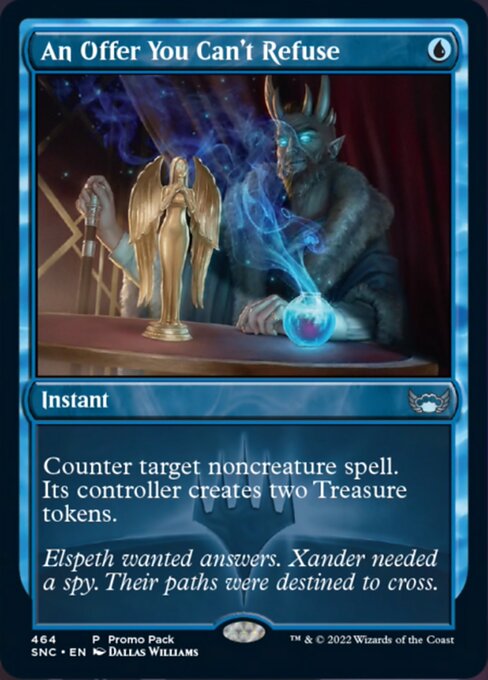 An Offer You Can't Refuse
Instant
Counter target noncreature spell.
Its controller creates two Treasure
tokens.
Elspeth wanted answers. Xander needed
a spy. Their paths were destined to cross.
464 P Promo Pack
SNC • EN DALLAS WILLIAMS
™ & © 2022 Wizards of the Coast